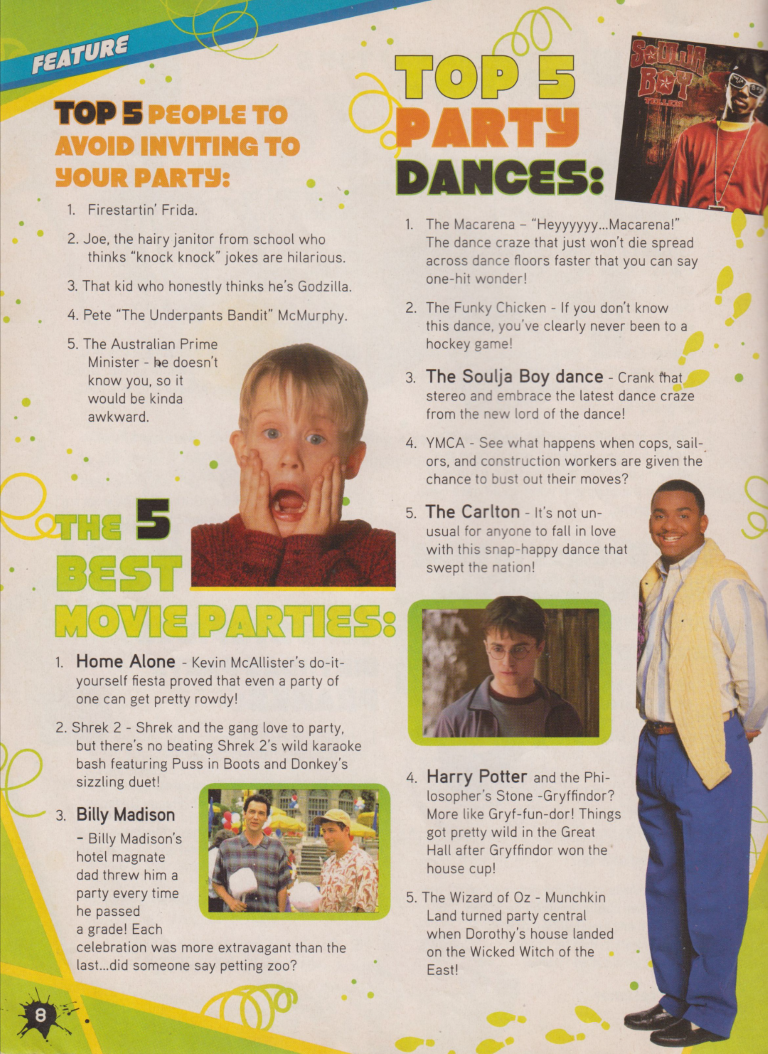 FEATURE
TOP 5 PEOPLE TO
AVOID INVITING TO
YOUR PARTY:
1. Firestartin' Frida.
2. Joe, the hairy janitor from school who
thinks "knock knock" jokes are hilarious.
3. That kid who honestly thinks he's Godzilla.
4. Pete "The Underpants Bandit" McMurphy.
5. The Australian Prime
Minister - he doesn't
know you, so it
would be kinda
awkward.
THE 5
BEST
MOVIE PARTIES:
1. Home Alone - Kevin McAllister's do-it-
yourself fiesta proved that even a party of
one can get pretty rowdy!
2. Shrek 2 - Shrek and the gang love to party,
but there's no beating Shrek 2's wild karaoke
bash featuring Puss in Boots and Donkey's
sizzling duet!
3. Billy Madison
- Billy Madison's
hotel magnate
dad threw him a
party every time
he passed
a grade! Each
celebration was more extravagant than the
last...did someone say petting zoo?
TOP 5
PARTY
DANCES:
SOULJA
BOY
TELLEM
1. The Macarena – "Heyyyyyy...Macarena!"
The dance craze that just won't die spread
across dance floors faster that you can say
one-hit wonder!
2. The Funky Chicken - If you don't know
this dance, you've clearly never been to a
hockey game!
3. The Soulja Boy dance - Crank that
stereo and embrace the latest dance craze
from the new lord of the dance!
4. YMCA - See what happens when cops, sail-
ors, and construction workers are given the
chance to bust out their moves?
5. The Carlton - It's not un-
usual for anyone to fall in love
with this snap-happy dance that
swept the nation!
4. Harry Potter and the Phi-
losopher's Stone -Gryffindor?
More like Gryf-fun-dor! Things
got pretty wild in the Great
Hall after Gryffindor won the
house cup!
5. The Wizard of Oz - Munchkin
Land turned party central
when Dorothy's house landed
on the Wicked Witch of the
East!
8